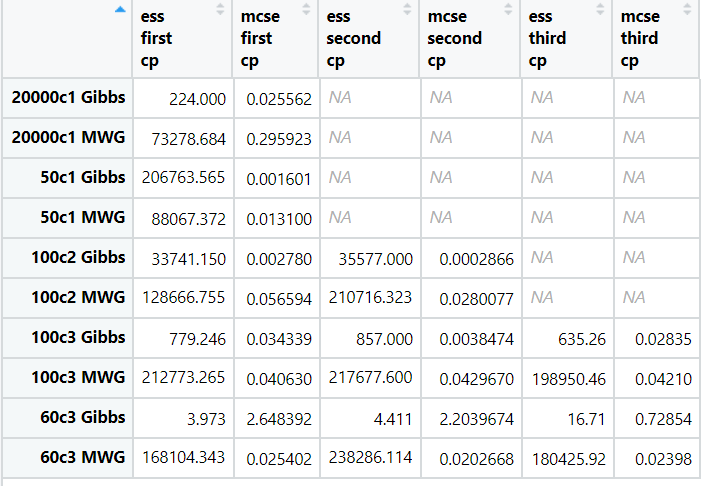 ess first cp mcse first cp ess second cp mcse second cp ess third cp mcse third cp
20000c1 Gibbs 224.000 0.025562 NA NA NA NA
20000c1 MWG 73278.684 0.295923 NA NA NA NA
50c1 Gibbs 206763.565 0.001601 NA NA NA NA
50c1 MWG 88067.372 0.013100 NA NA NA NA
100c2 Gibbs 33741.150 0.002780 35577.000 0.0002866 NA NA
100c2 MWG 128666.755 0.056594 210716.323 0.0280077 NA NA
100c3 Gibbs 779.246 0.034339 857.000 0.0038474 635.26 0.02835
100c3 MWG 212773.265 0.040630 217677.600 0.0429670 198950.46 0.04210
60c3 Gibbs 3.973 2.648392 4.411 2.2039674 16.71 0.72854
60c3 MWG 168104.343 0.025402 238286.114 0.0202668 180425.92 0.02398